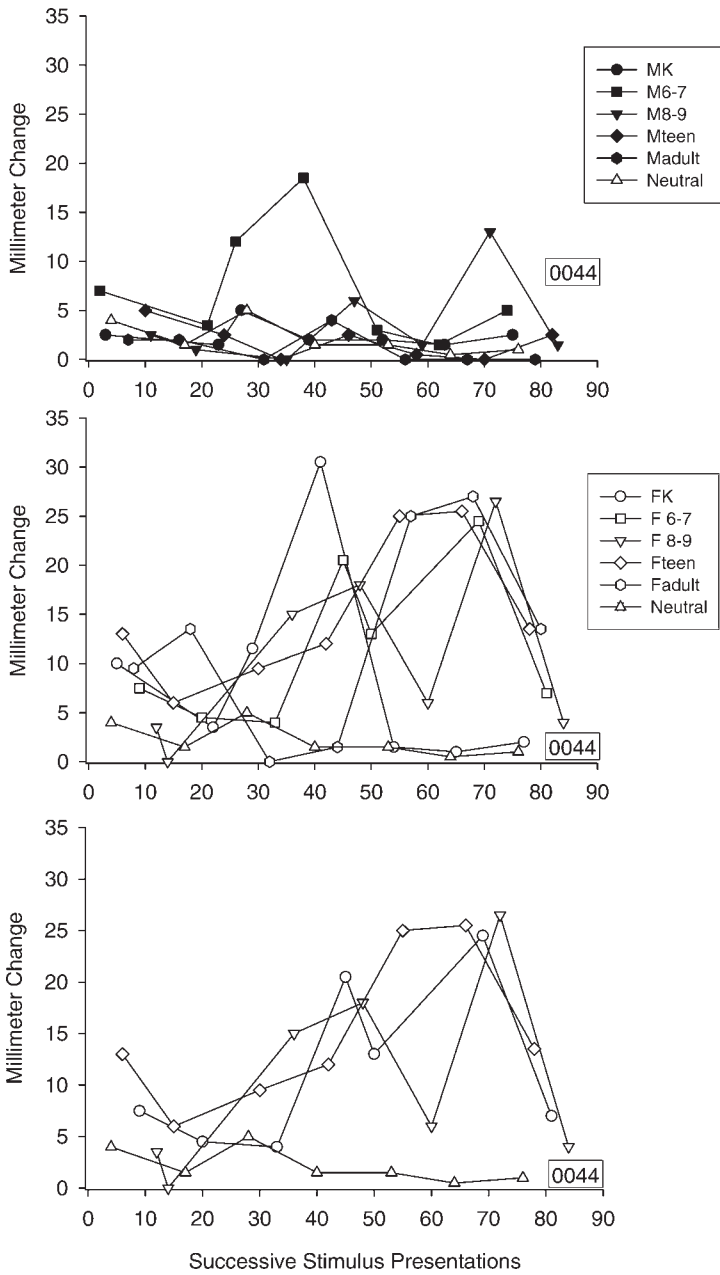 35
30
25
20
15
10
5
0
Millimeter Change
MK
M6-7
M8-9
Mteen
Madult
Neutral
0044
0 10 20 30 40 50 60 70 80 90
35
30
25
20
15
10
5
0
Millimeter Change
FK
F 6-7
F 8-9
Fteen
Fadult
Neutral
0044
0 10 20 30 40 50 60 70 80 90
35
30
25
20
15
10
5
0
Millimeter Change
0044
0 10 20 30 40 50 60 70 80 90
Successive Stimulus Presentations